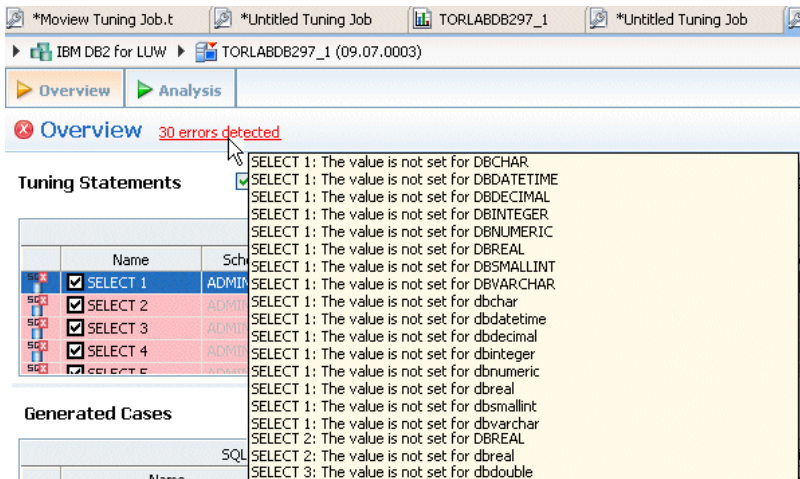 *Moview Tuning Job.t *Untitled Tuning Job TORLABDB297_1 *Untitled Tuning Job
IBM DB2 for LUW TORLABDB297_1 (09.07.0003)
Overview Analysis
Overview 30 errors detected
Tuning Statements
Name
SELECT 1
SELECT 2
SELECT 3
SELECT 4
Generated Cases
SQL
Name
SELECT 1: The value is not set for DBCHAR
SELECT 1: The value is not set for DBDATETIME
SELECT 1: The value is not set for DBDECIMAL
SELECT 1: The value is not set for DBINTEGER
SELECT 1: The value is not set for DBNUMERIC
SELECT 1: The value is not set for DBREAL
SELECT 1: The value is not set for DBSMALLINT
SELECT 1: The value is not set for DBVARCHAR
SELECT 1: The value is not set for dbchar
SELECT 1: The value is not set for dbdatetime
SELECT 1: The value is not set for dbdecimal
SELECT 1: The value is not set for dbinteger
SELECT 1: The value is not set for dbnumeric
SELECT 1: The value is not set for dbreal
SELECT 1: The value is not set for dbsmallint
SELECT 1: The value is not set for dbvarchar
SELECT 2: The value is not set for DBREAL
SELECT 2: The value is not set for dbreal
SELECT 3: The value is not set for dbdouble